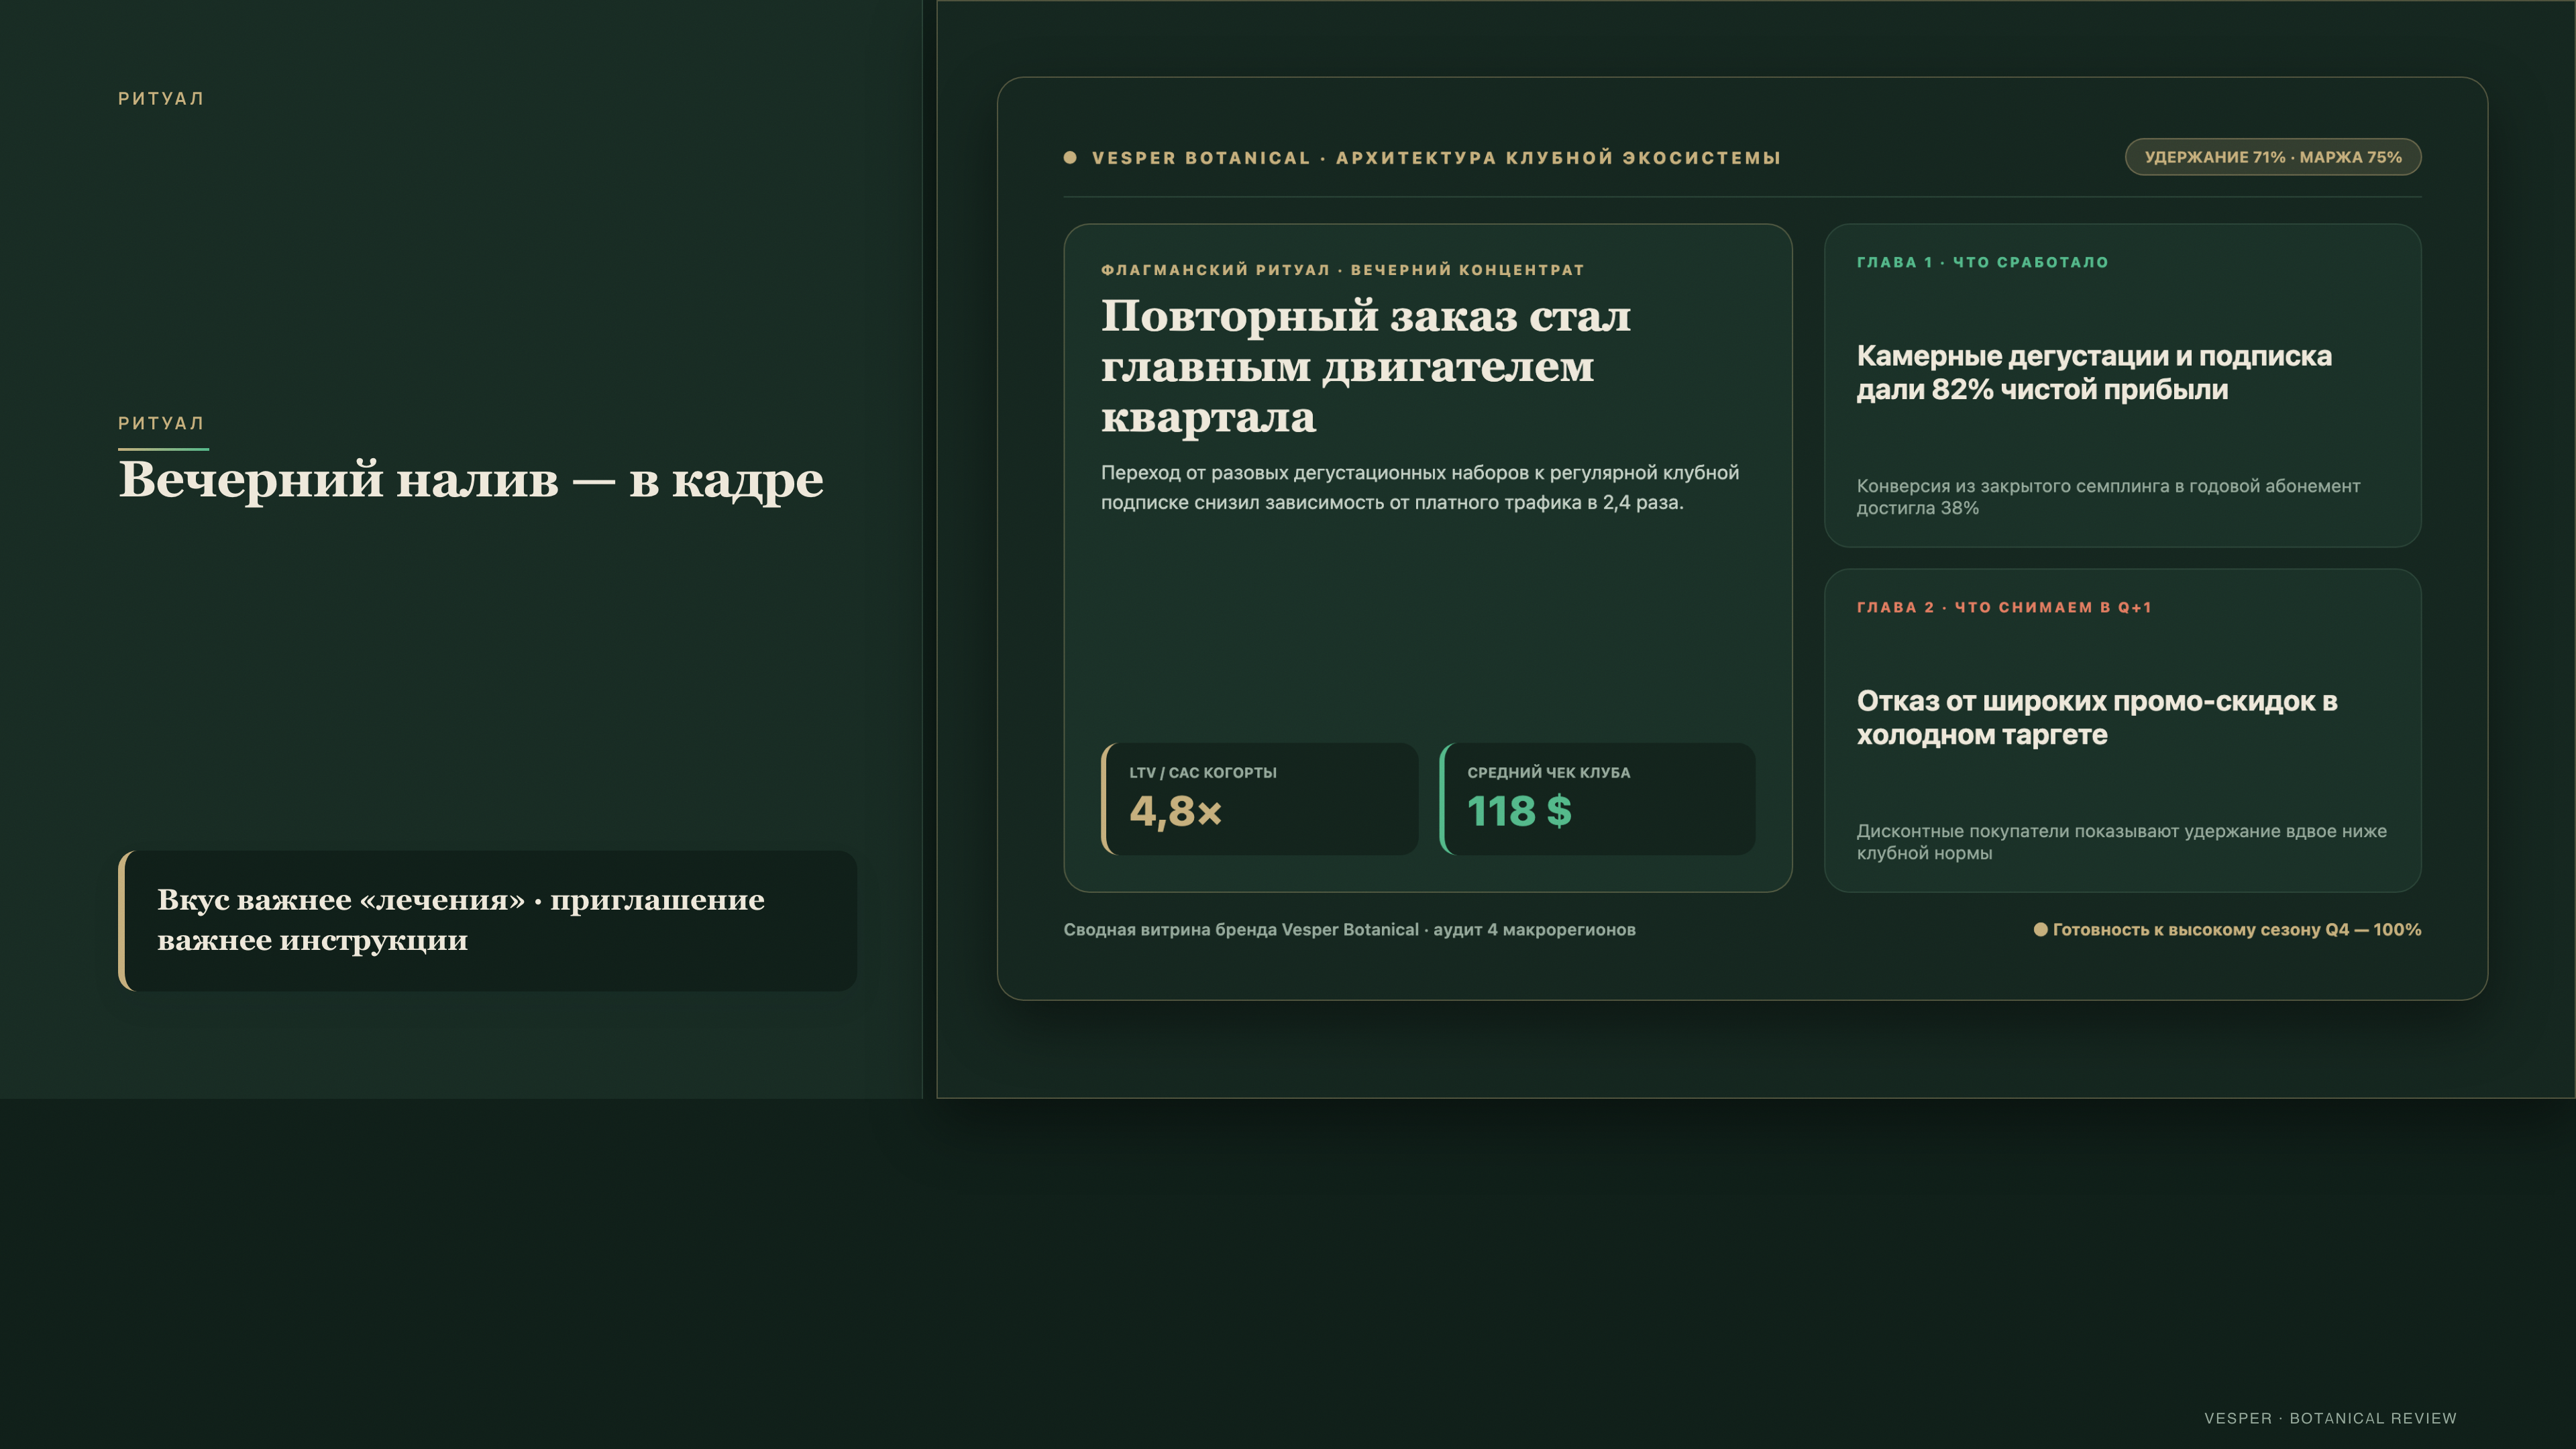 РИТУАЛ
РИТУАЛ
Вечерний налив — в кадре
Вкус важнее «лечения» · приглашение
важнее инструкции
VESPER BOTANICAL · АРХИТЕКТУРА КЛУБНОЙ ЭКОСИСТЕМЫ
УДЕРЖАНИЕ 71% · МАРЖА 75%
ФЛАГМАНСКИЙ РИТУАЛ · ВЕЧЕРНИЙ КОНЦЕНТРАТ
Повторный заказ стал
главным двигателем
квартала
Переход от разовых дегустационных наборов к регулярной клубной
подписке снизил зависимость от платного трафика в 2,4 раза.
LTV / CAC КОГОРТЫ
4,8×
СРЕДНИЙ ЧЕК КЛУБА
118 $
ГЛАВА 1 · ЧТО СРАБОТАЛО
Камерные дегустации и подписка
дали 82% чистой прибыли
Конверсия из закрытого семплинга в годовой абонемент
достигла 38%
ГЛАВА 2 · ЧТО СНИМАЕМ В Q+1
Отказ от широких промо-скидок в
холодном таргете
Дисконтные покупатели показывают удержание вдвое ниже
клубной нормы
Сводная витрина бренда Vesper Botanical · аудит 4 макрорегионов
Готовность к высокому сезону Q4 — 100%
VESPER · BOTANICAL REVIEW